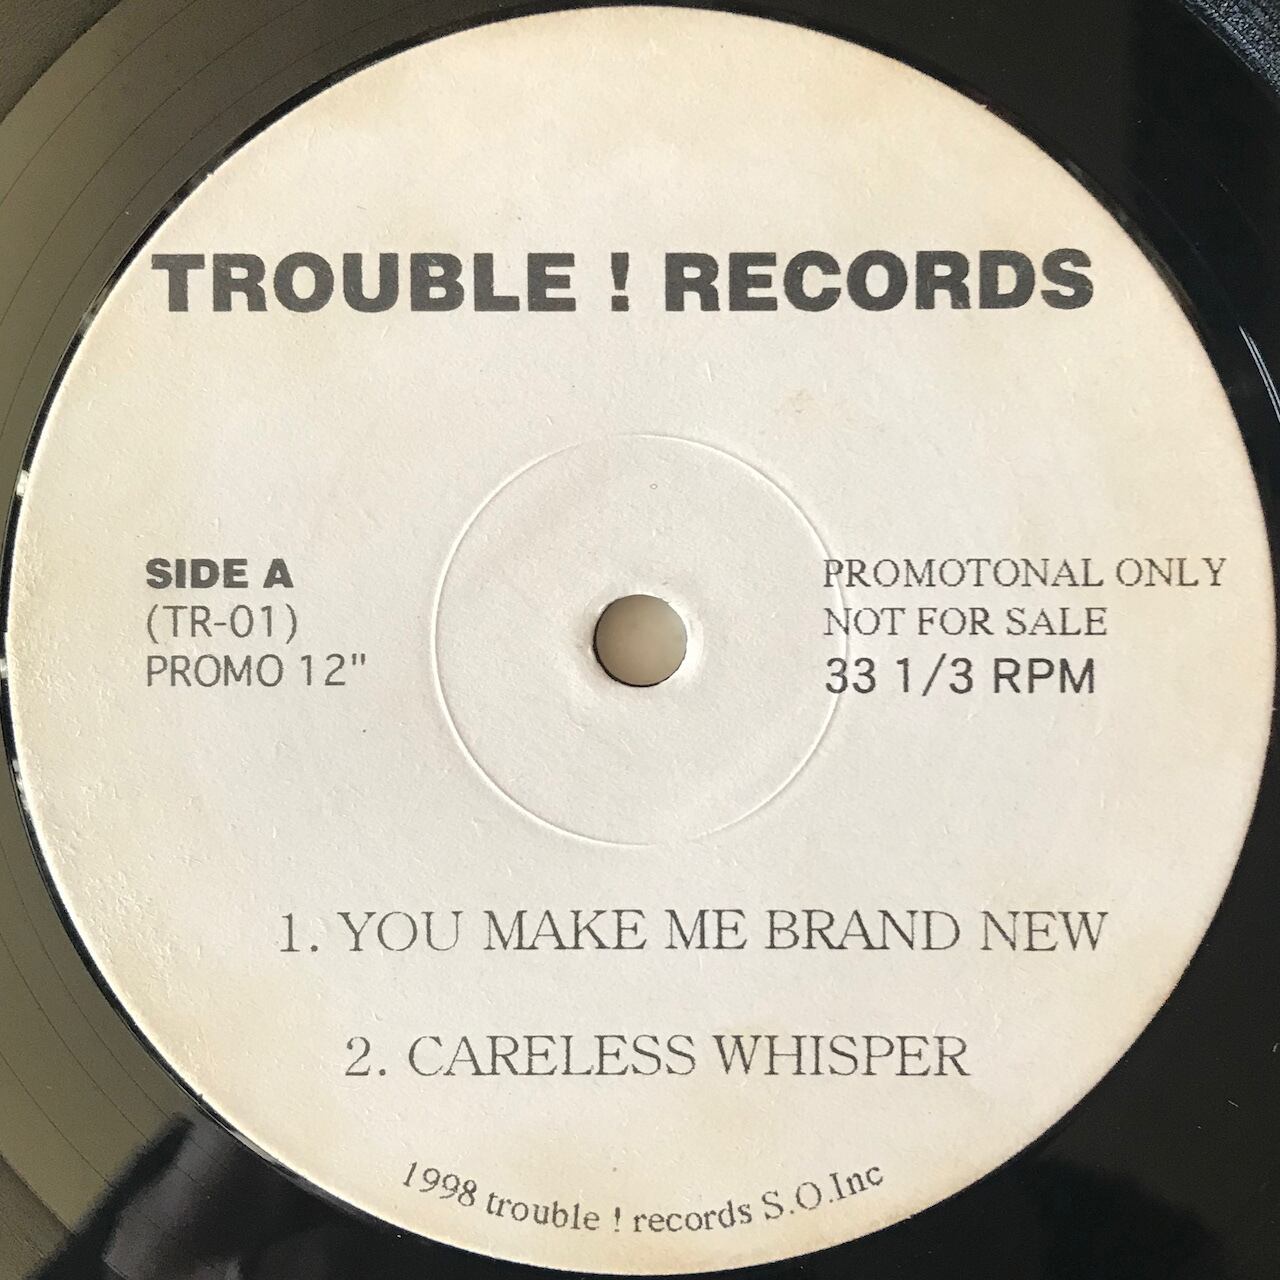 TROUBLE ! RECORDS
SIDE A
(TR-01)
PROMO 12"
PROMOTONAL ONLY
NOT FOR SALE
33 1/3 RPM
1. YOU MAKE ME BRAND NEW
2. CARELESS WHISPER
1998 trouble ! records S.O.Inc